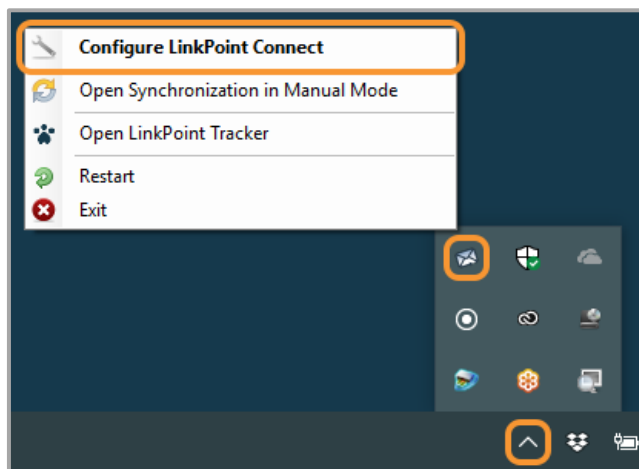 Configure LinkPoint Connect
Open Synchronization in Manual Mode
Open LinkPoint Tracker
Restart
Exit